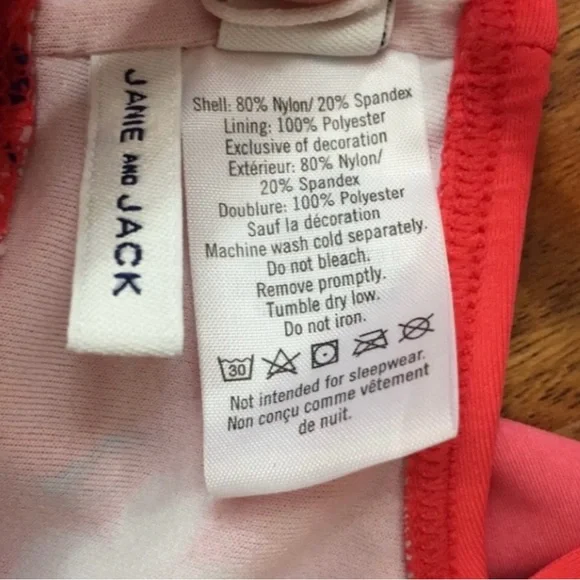 JANIE AND JACK
Shell: 80% Nylon/ 20% Spandex
Lining: 100% Polyester
Exclusive of decoration
Extérieur: 80% Nylon/
20% Spandex
Doublure: 100% Polyester
Sauf la décoration
Machine wash cold separately.
Do not bleach.
Remove promptly.
Tumble dry low.
Do not iron.
30
Not intended for sleepwear.
Non conçu comme vêtement
de nuit.